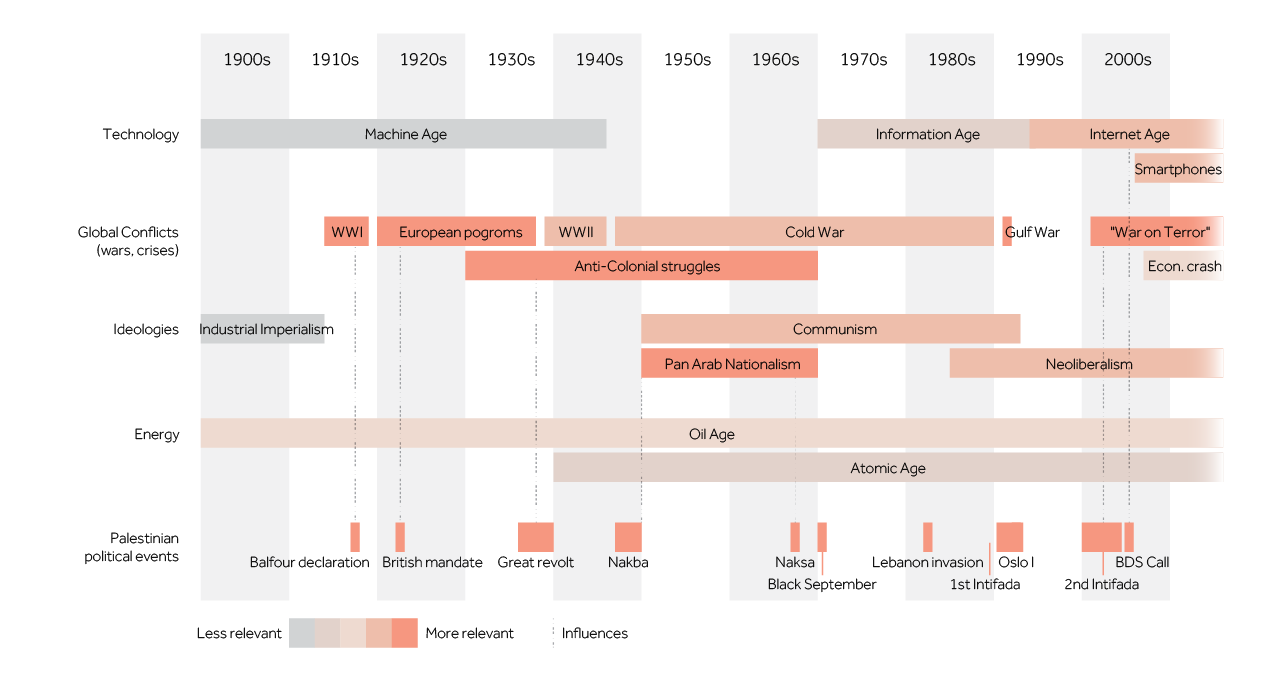 1900s 1910s 1920s 1930s 1940s 1950s 1960s 1970s 1980s 1990s 2000s
Technology Machine Age Information Age Internet Age
Smartphones
Global Conflicts
(wars, crises)
WWI European pogroms WWII Cold War Gulf War "War on Terror"
Anti-Colonial struggles Econ. crash
Ideologies Industrial Imperialism Communism
Pan Arab Nationalism Neoliberalism
Energy Oil Age
Atomic Age
Palestinian
political events
Balfour declaration British mandate Great revolt Nakba Naksa Lebanon invasion Oslo I BDS Call
Black September 1st Intifada 2nd Intifada
Less relevant More relevant Influences